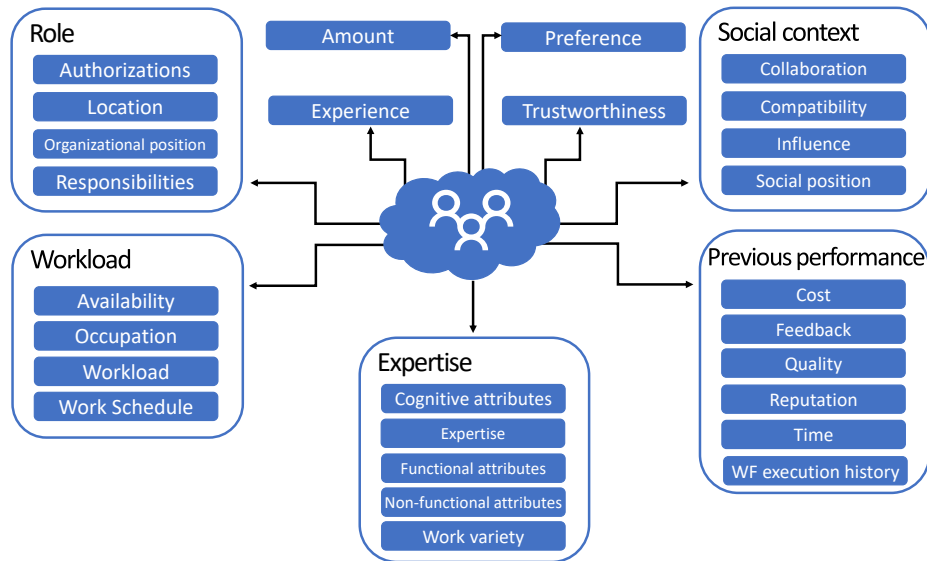 Role
Authorizations
Location
Organizational position
Responsibilities
Amount
Preference
Experience
Trustworthiness
Social context
Collaboration
Compatibility
Influence
Social position
Workload
Availability
Occupation
Workload
Work Schedule
Expertise
Cognitive attributes
Expertise
Functional attributes
Non-functional attributes
Work variety
Previous performance
Cost
Feedback
Quality
Reputation
Time
WF execution history